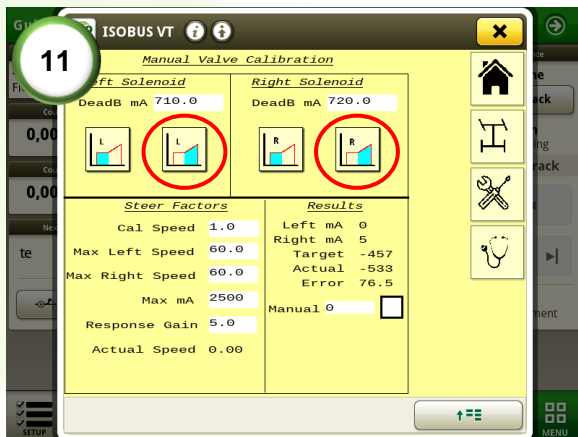 11
ISOBUS VT
Manual Valve Calibration
Left Solenoid
Right Solenoid
DeadB mA 710.0
DeadB mA 720.0
L
L
R
R
Steer Factors
Results
Cal Speed 1.0
Max Left Speed 60.0
Max Right Speed 60.0
Max mA 2500
Response Gain 5.0
Actual Speed 0.00
Left mA 0
Right mA 5
Target -457
Actual -533
Error 76.5
Manual 0
0,00
0,00
te
SETUP
MENU